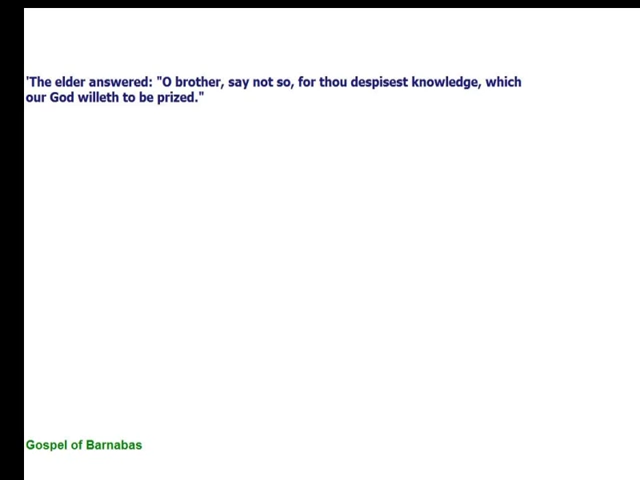 'The elder answered: "O brother, say not so, for thou despisest knowledge, which
our God willeth to be prized."
Gospel of Barnabas